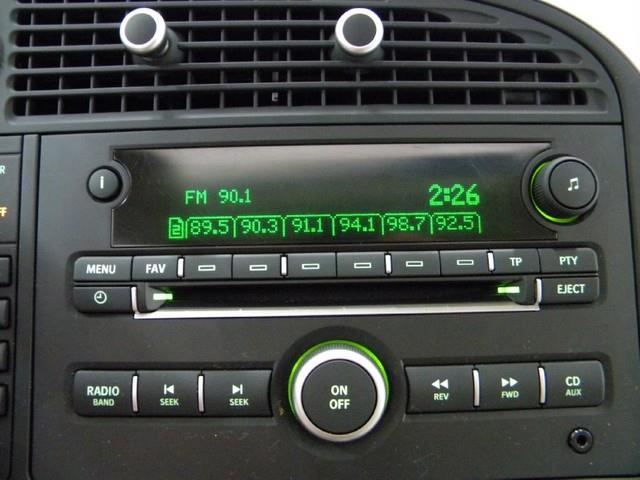 FM 90.1 2:26
2 89.5 90.3 91.1 94.1 98.7 92.5
i
MENU FAV TP PTY
EJECT
RADIO BAND SEEK SEEK ON OFF REV FWD CD AUX